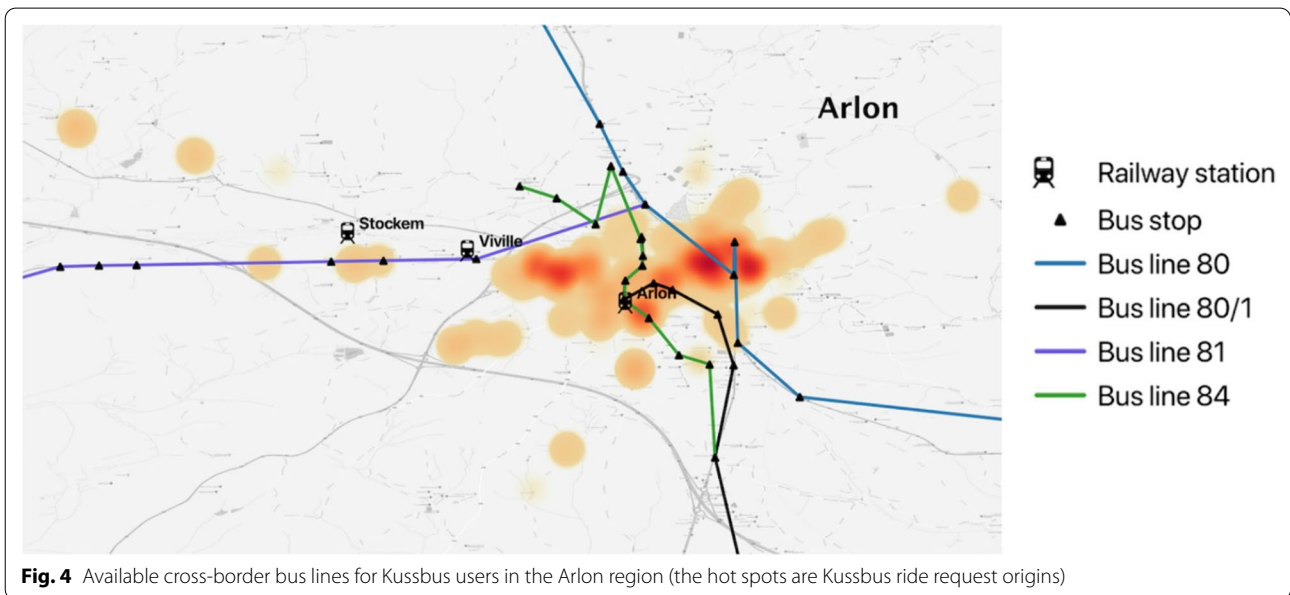 Arlon
Stockem
Viville
Arlon
Railway station
Bus stop
Bus line 80
Bus line 80/1
Bus line 81
Bus line 84
Fig. 4 Available cross-border bus lines for Kussbus users in the Arlon region (the hot spots are Kussbus ride request origins)